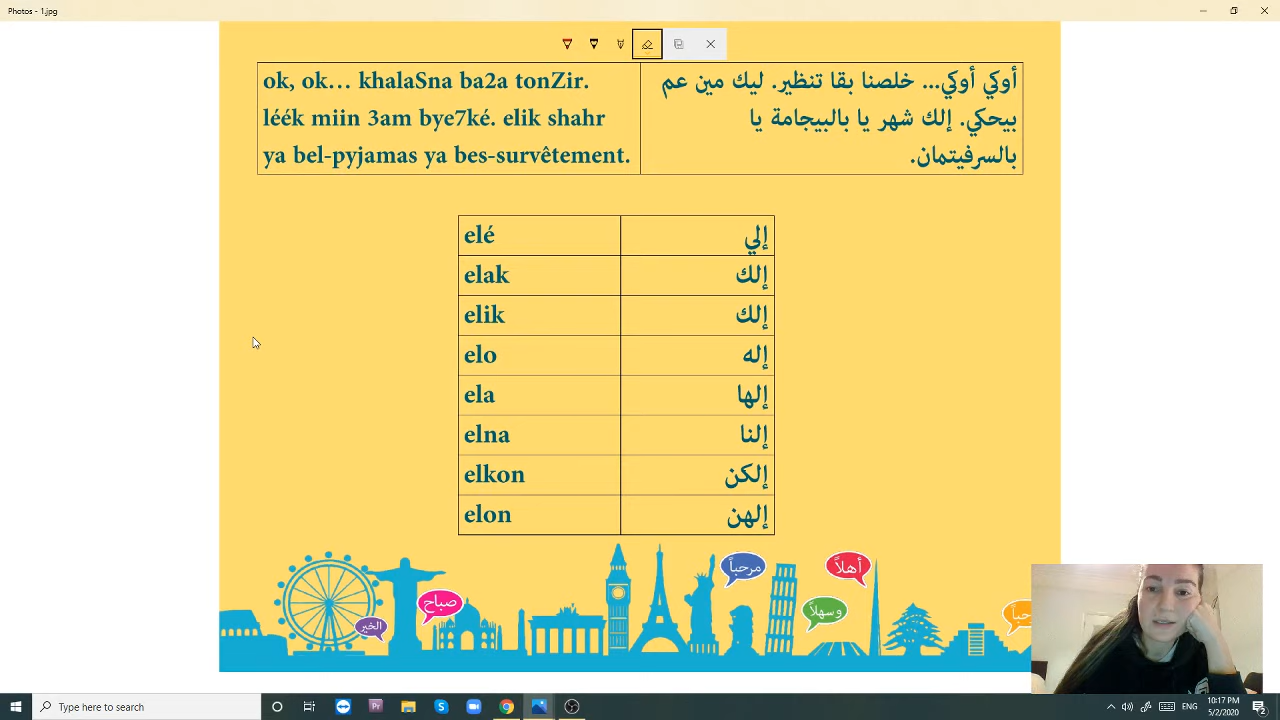 Photos - 1.jpg
ok, ok… khalaSna ba2a tonZir.
léék miin 3am bye7ké. elik shahr
ya bel-pyjamas ya bes-survêtement.
أوكي أوكي... خلصنا بقا تنظير. ليك مين عم
بيحكي. إلك شهر يا بالبيجامة يا
بالسرفيتمان.
elé إلي
elak إلك
elik إلك
elo إله
ela إلها
elna إلنا
elkon إلكن
elon إلهن
مرحباً
أهلاً
صباح
وسهلاً
الخير
Type here to search
10:17 PM
5/2/2020
2